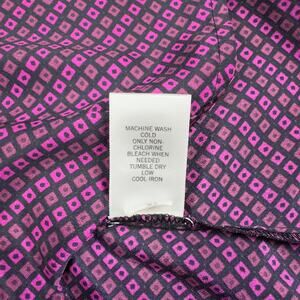 MACHINE WASH
COLD
ONLY NON-
CHLORINE
BLEACH WHEN
NEEDED
TUMBLE DRY
LOW
COOL IRON